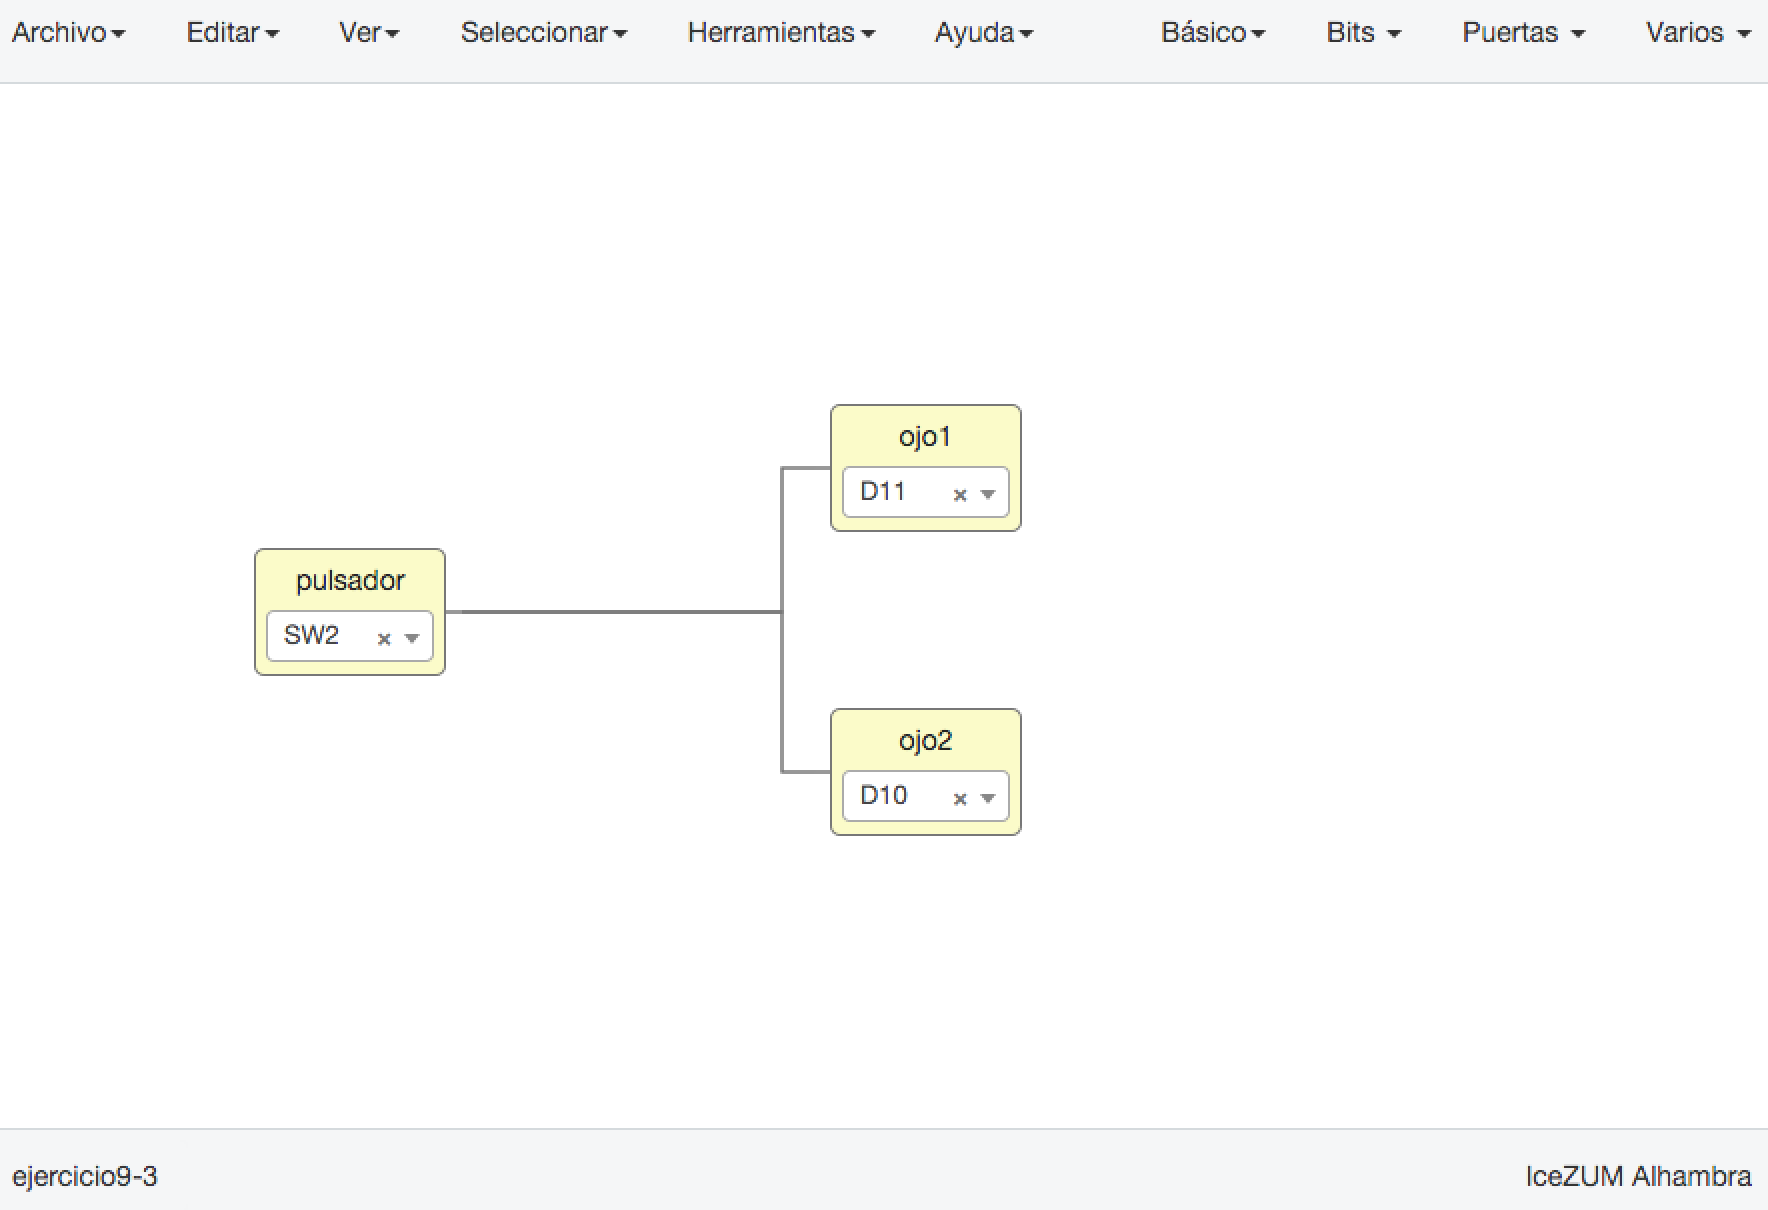 Archivo Editar Ver Seleccionar Herramientas Ayuda Básico Bits Puertas Varios
ojo1
D11
pulsador
SW2
ojo2
D10
ejercicio9-3
IceZUM Alhambra